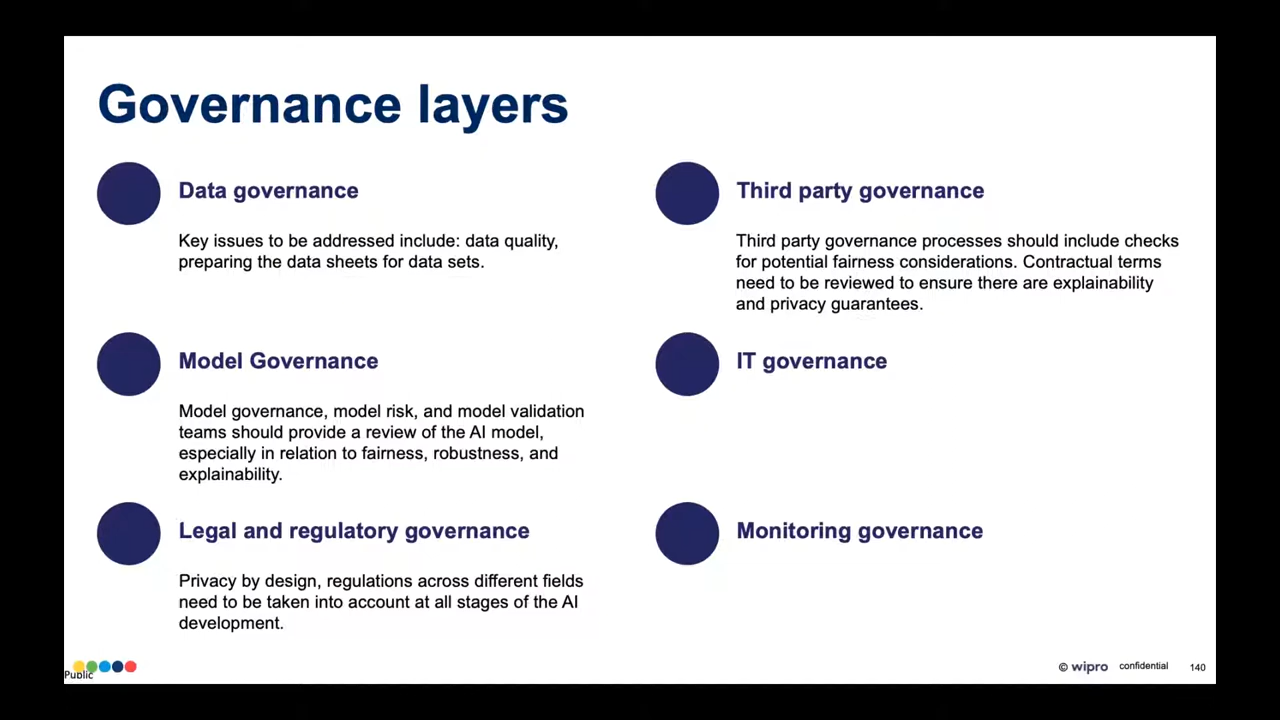 Governance layers
Data governance
Key issues to be addressed include: data quality,
preparing the data sheets for data sets.
Model Governance
Model governance, model risk, and model validation
teams should provide a review of the AI model,
especially in relation to fairness, robustness, and
explainability.
Legal and regulatory governance
Privacy by design, regulations across different fields
need to be taken into account at all stages of the AI
development.
Third party governance
Third party governance processes should include checks
for potential fairness considerations. Contractual terms
need to be reviewed to ensure there are explainability
and privacy guarantees.
IT governance
Monitoring governance
Public
© wipro confidential 140